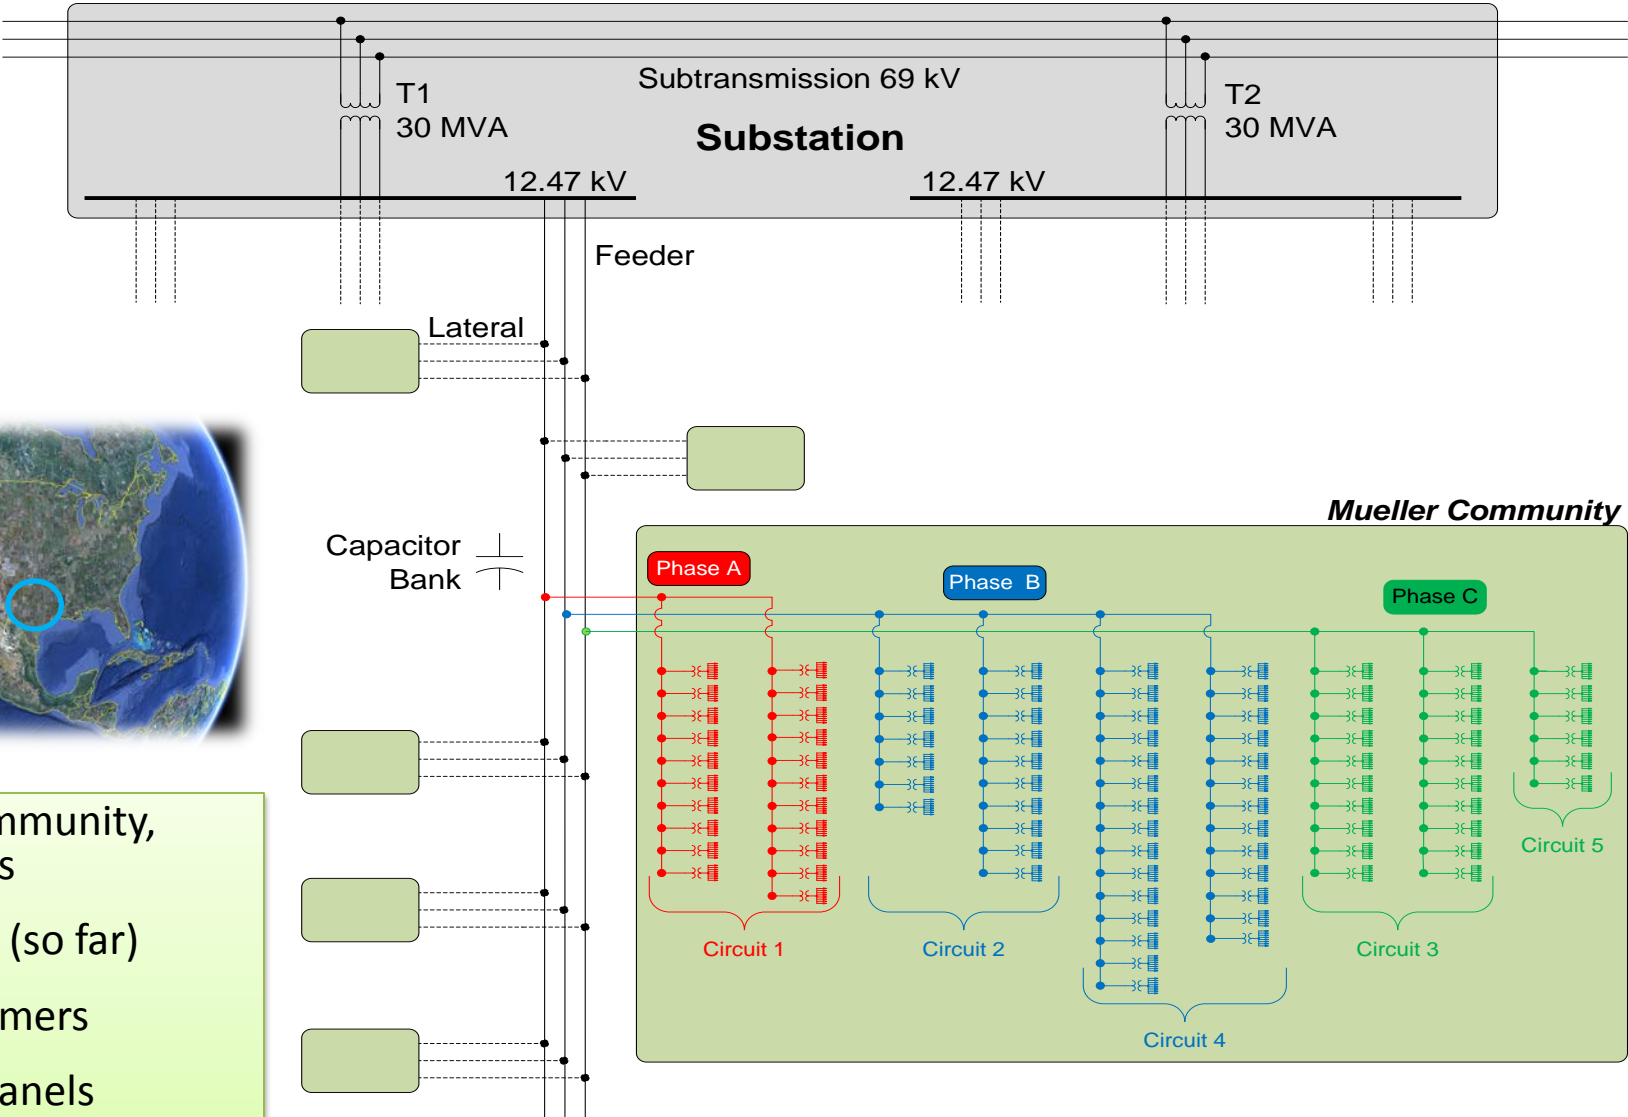 Subtransmission 69 kV
T1
30 MVA
T2
30 MVA
Substation
12.47 kV
12.47 kV
Feeder
Lateral
Capacitor
Bank
Mueller Community
Phase A
Phase B
Phase C
Circuit 1
Circuit 2
Circuit 3
Circuit 4
Circuit 5
mmunity,
s
(so far)
mers
anels